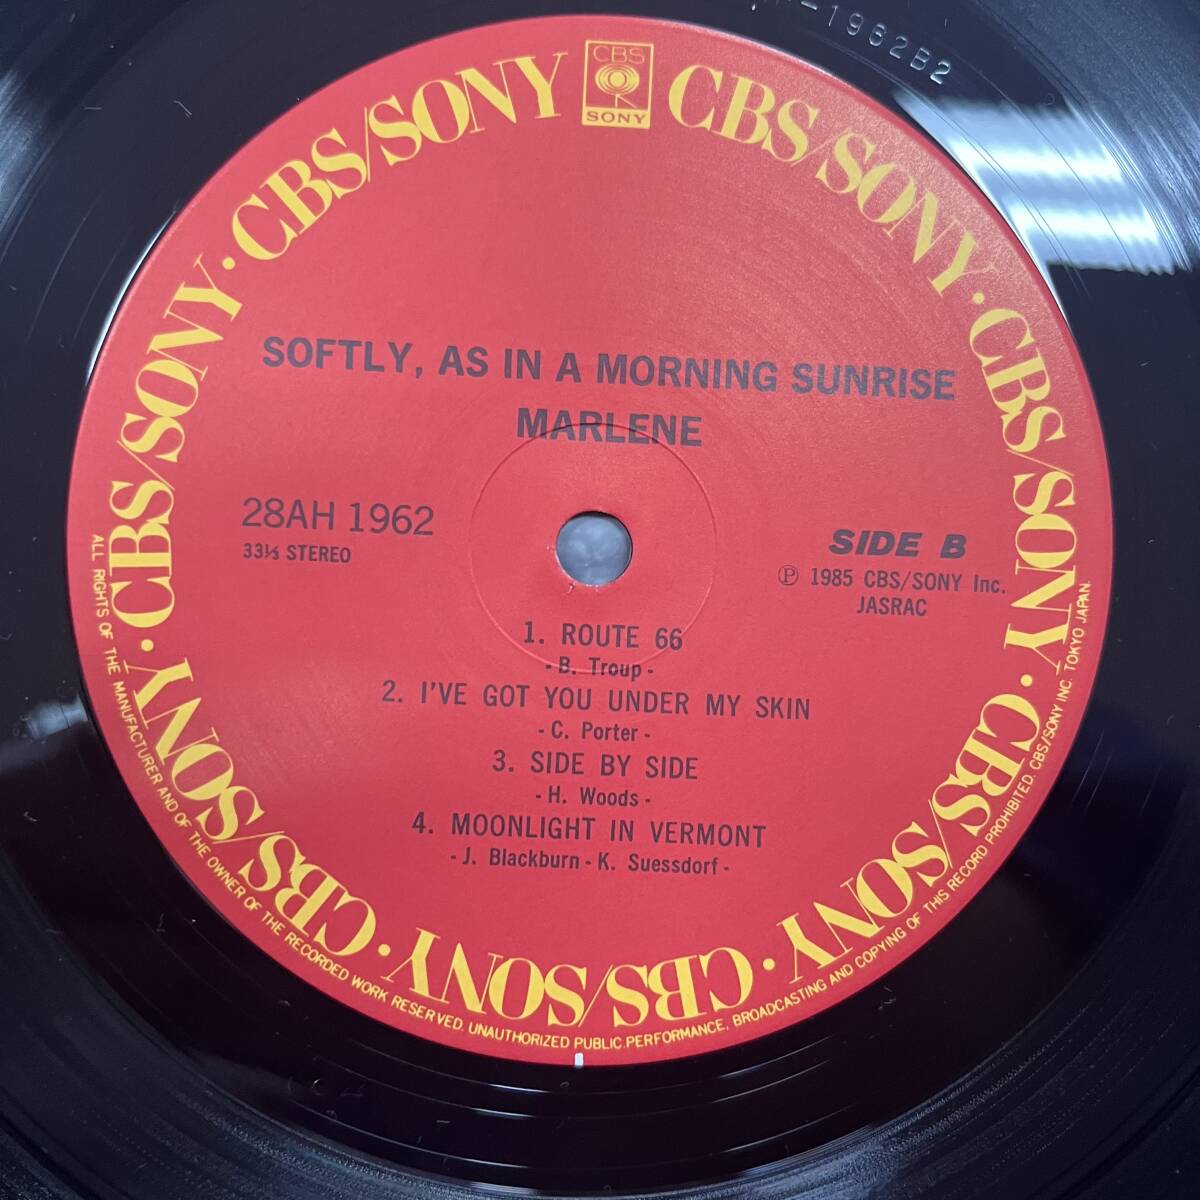 -1962B2
CBS
SONY
CBS/SONY · CBS/SONY · CBS/SONY · CBS/SONY · CBS/SONY · CBS/SONY · CBS/SONY · CBS/SONY
SOFTLY, AS IN A MORNING SUNRISE
MARLENE
28AH 1962
33⅓ STEREO
SIDE B
Ⓟ 1985 CBS/SONY Inc.
JASRAC
1. ROUTE 66
- B. Troup -
2. I'VE GOT YOU UNDER MY SKIN
- C. Porter -
3. SIDE BY SIDE
- H. Woods -
4. MOONLIGHT IN VERMONT
- J. Blackburn - K. Suessdorf -
ALL RIGHTS OF THE MANUFACTURER AND OF THE OWNER OF THE RECORDED WORK RESERVED. UNAUTHORIZED PUBLIC.PERFORMANCE, BROADCASTING AND COPYING OF THIS RECORD PROHIBITED. CBS/SONY INC. TOKYO JAPAN.